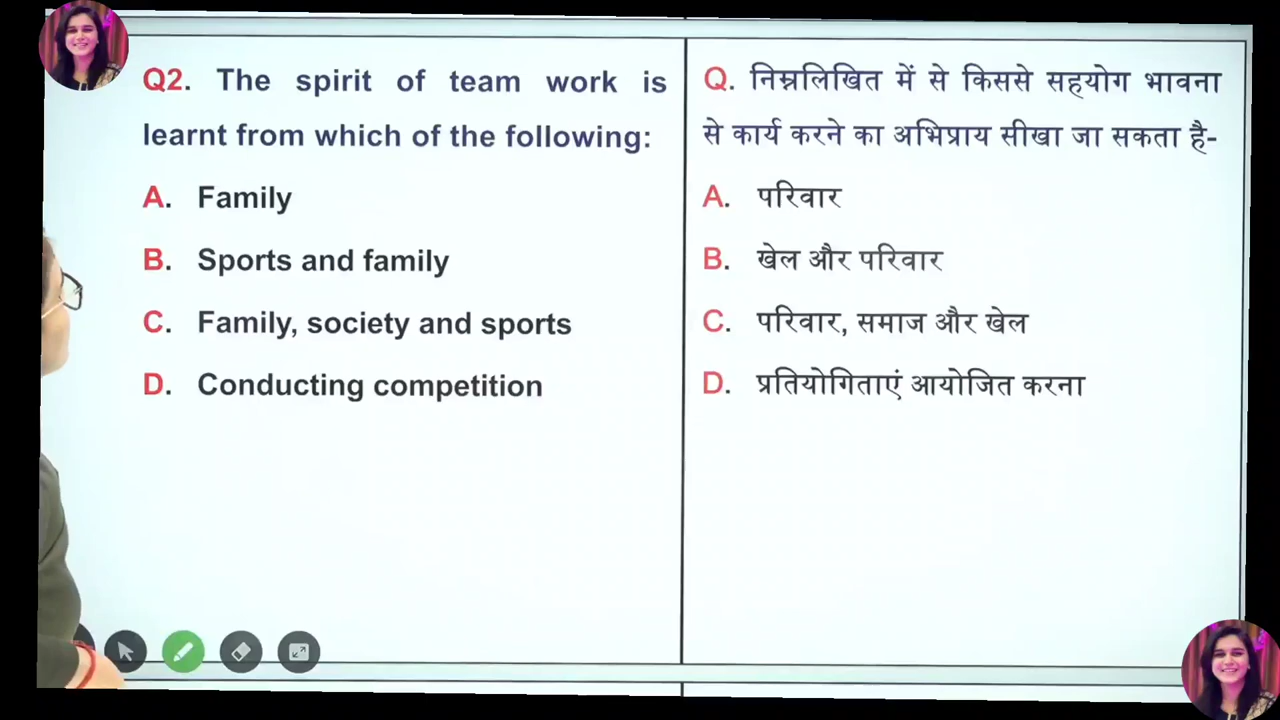 Q2. The spirit of team work is
learnt from which of the following:
A. Family
B. Sports and family
C. Family, society and sports
D. Conducting competition
Q. निम्नलिखित में से किससे सहयोग भावना
से कार्य करने का अभिप्राय सीखा जा सकता है-
A. परिवार
B. खेल और परिवार
C. परिवार, समाज और खेल
D. प्रतियोगिताएं आयोजित करना